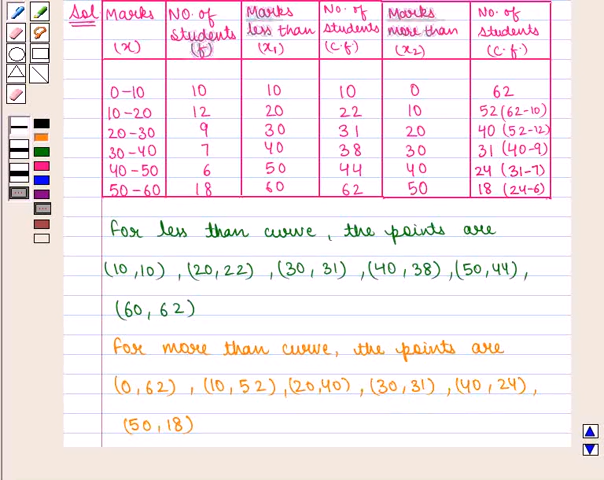 Sol Marks No. of Marks No. of Marks No. of
students less than students more than students
(x) (f) (x1) (c.f) (x2) (c.f.)
0-10 10 10 10 0 62
10-20 12 20 22 10 52 (62-10)
20-30 9 30 31 20 40 (52-12)
30-40 7 40 38 30 31 (40-9)
40-50 6 50 44 40 24 (31-7)
50-60 18 60 62 50 18 (24-6)
For less than curve, the points are
(10,10), (20,22), (30,31), (40,38), (50,44),
(60,62)
For more than curve, the points are
(0,62), (10,52), (20,40), (30,31), (40,24),
(50,18)